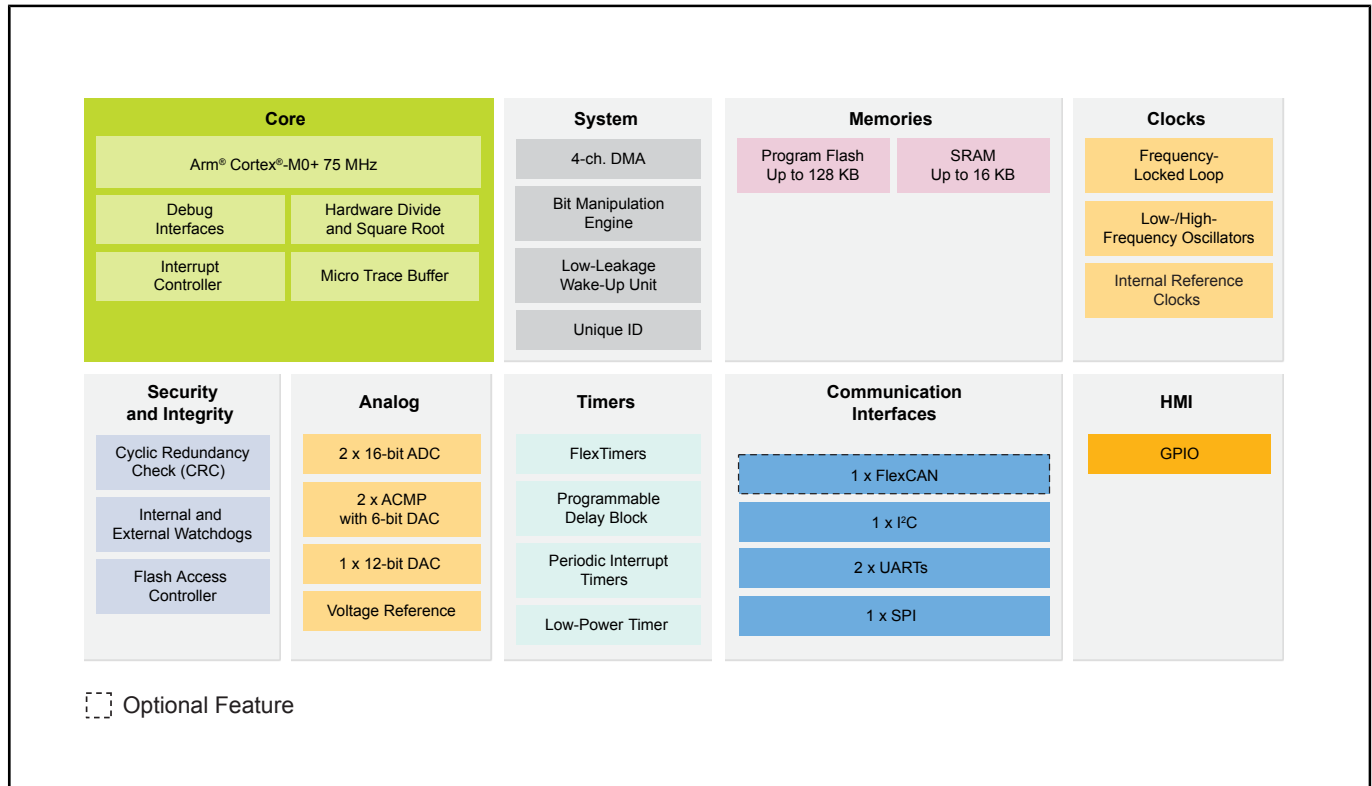 Core
Arm® Cortex®-M0+ 75 MHz
Debug
Interfaces
Hardware Divide
and Square Root
Interrupt
Controller
Micro Trace Buffer
System
4-ch. DMA
Bit Manipulation
Engine
Low-Leakage
Wake-Up Unit
Unique ID
Memories
Program Flash
Up to 128 KB
SRAM
Up to 16 KB
Clocks
Frequency-
Locked Loop
Low-/High-
Frequency Oscillators
Internal Reference
Clocks
Security
and Integrity
Cyclic Redundancy
Check (CRC)
Internal and
External Watchdogs
Flash Access
Controller
Analog
2 x 16-bit ADC
2 x ACMP
with 6-bit DAC
1 x 12-bit DAC
Voltage Reference
Timers
FlexTimers
Programmable
Delay Block
Periodic Interrupt
Timers
Low-Power Timer
Communication
Interfaces
1 x FlexCAN
1 x I²C
2 x UARTs
1 x SPI
HMI
GPIO
Optional Feature